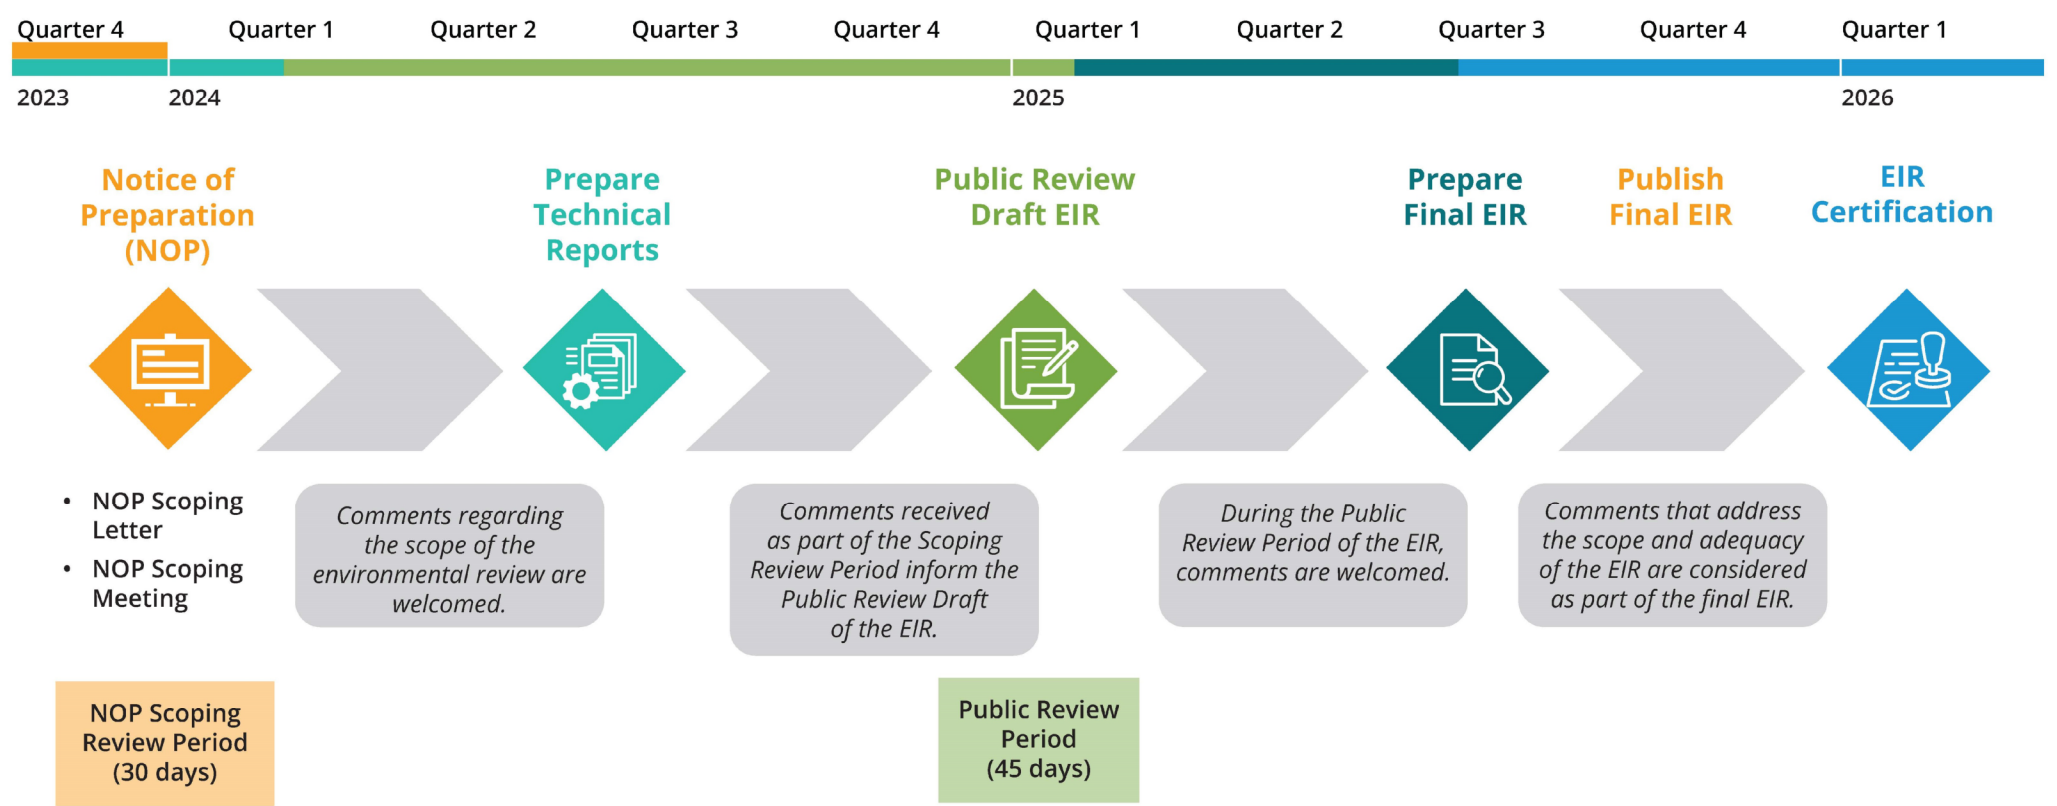 Quarter 4 Quarter 1 Quarter 2 Quarter 3 Quarter 4 Quarter 1 Quarter 2 Quarter 3 Quarter 4 Quarter 1
2023 2024 2025 2026
Notice of
Preparation
(NOP)
Prepare
Technical
Reports
Public Review
Draft EIR
Prepare
Final EIR
Publish
Final EIR
EIR
Certification
• NOP Scoping
Letter
• NOP Scoping
Meeting
Comments regarding
the scope of the
environmental review are
welcomed.
Comments received
as part of the Scoping
Review Period inform the
Public Review Draft
of the EIR.
During the Public
Review Period of the EIR,
comments are welcomed.
Comments that address
the scope and adequacy
of the EIR are considered
as part of the final EIR.
NOP Scoping
Review Period
(30 days)
Public Review
Period
(45 days)